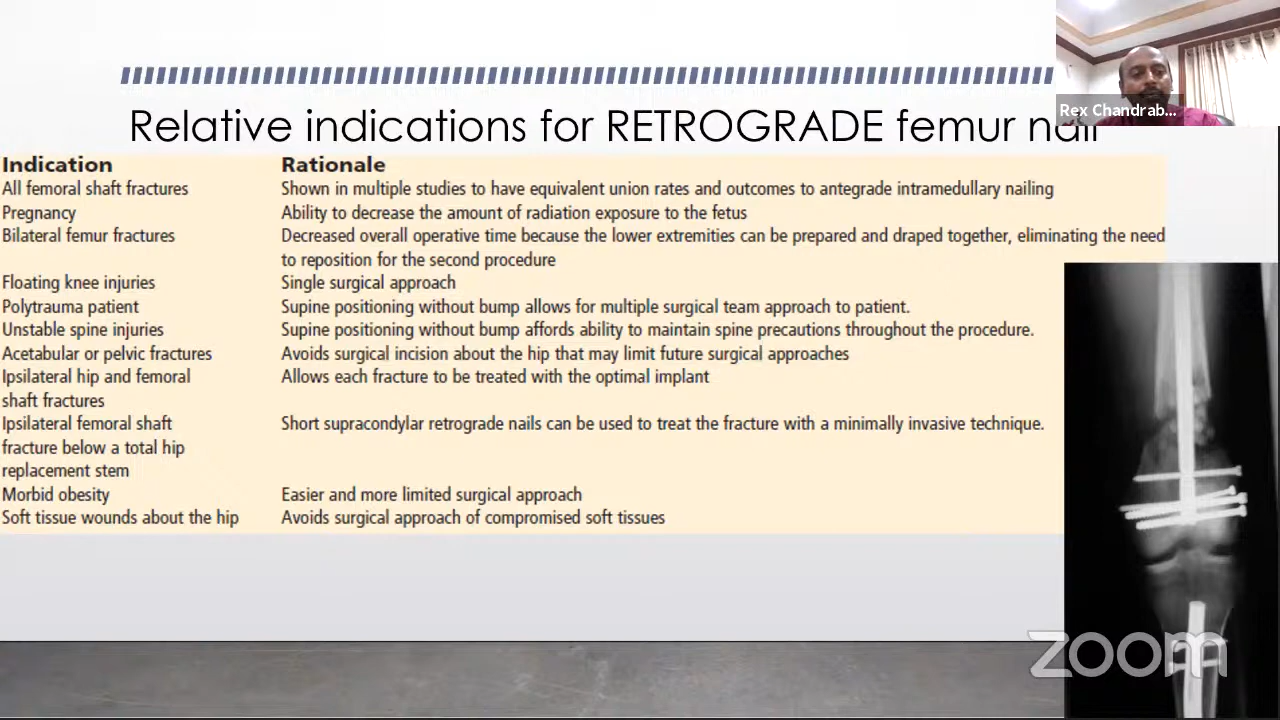 Rex Chandrab...
Relative indications for RETROGRADE femur nail
Indication Rationale
All femoral shaft fractures Shown in multiple studies to have equivalent union rates and outcomes to antegrade intramedullary nailing
Pregnancy Ability to decrease the amount of radiation exposure to the fetus
Bilateral femur fractures Decreased overall operative time because the lower extremities can be prepared and draped together, eliminating the need
to reposition for the second procedure
Floating knee injuries Single surgical approach
Polytrauma patient Supine positioning without bump allows for multiple surgical team approach to patient.
Unstable spine injuries Supine positioning without bump affords ability to maintain spine precautions throughout the procedure.
Acetabular or pelvic fractures Avoids surgical incision about the hip that may limit future surgical approaches
Ipsilateral hip and femoral Allows each fracture to be treated with the optimal implant
shaft fractures
Ipsilateral femoral shaft Short supracondylar retrograde nails can be used to treat the fracture with a minimally invasive technique.
fracture below a total hip
replacement stem
Morbid obesity Easier and more limited surgical approach
Soft tissue wounds about the hip Avoids surgical approach of compromised soft tissues
zoom